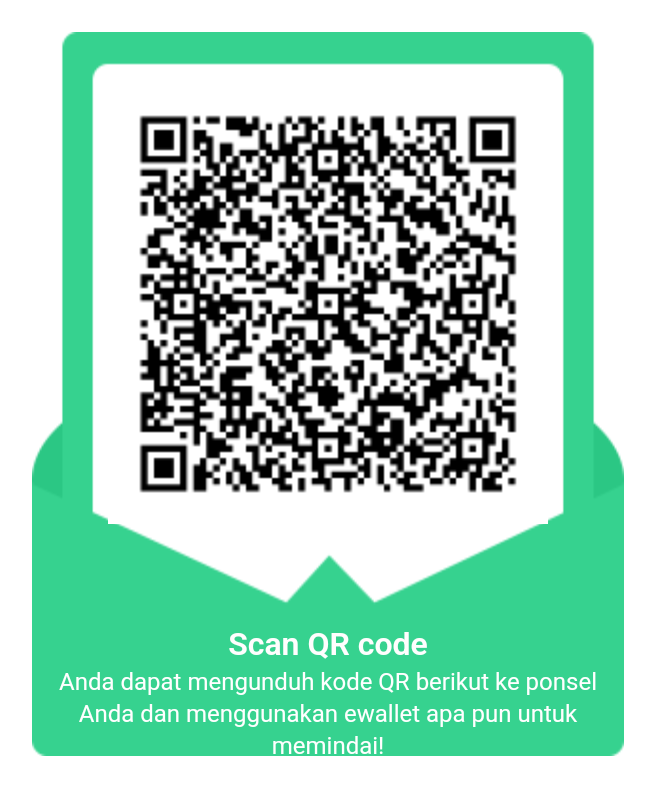 Scan QR code
Anda dapat mengunduh kode QR berikut ke ponsel
Anda dan menggunakan ewallet apa pun untuk
memindai!